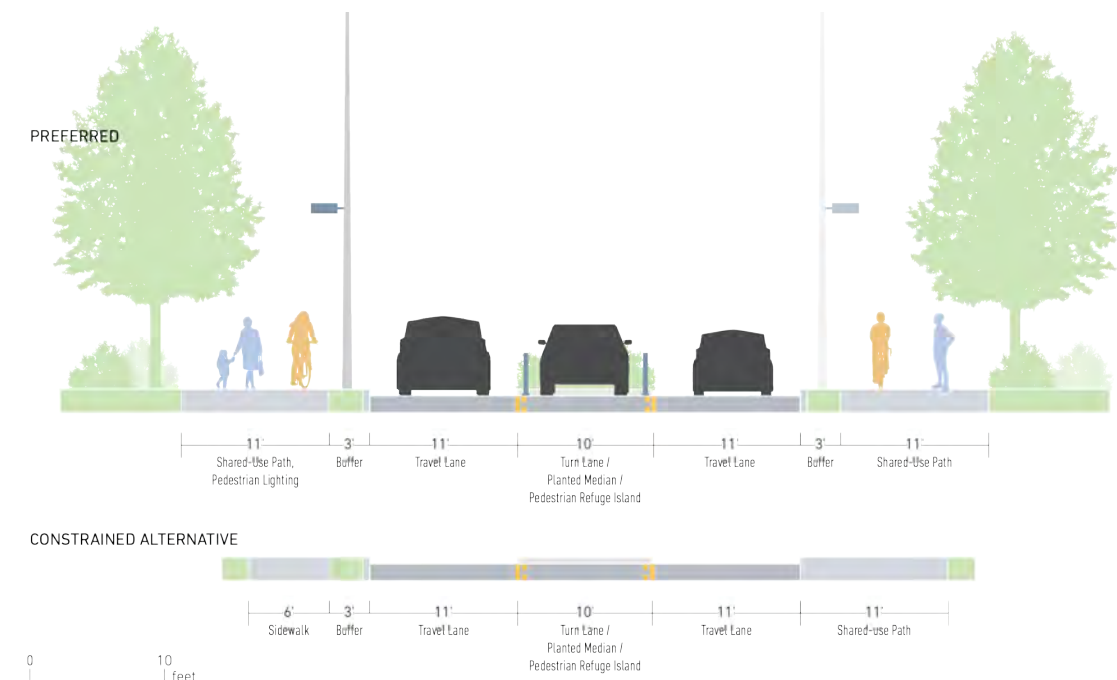 PREFERRED
11' 3' 11' 10' 11' 3' 11'
Shared-Use Path, Buffer Travel Lane Turn Lane / Travel Lane Buffer Shared-Use Path
Pedestrian Lighting Planted Median /
Pedestrian Refuge Island
CONSTRAINED ALTERNATIVE
6' 3' 11' 10' 11' 11'
Sidewalk Buffer Travel Lane Turn Lane / Travel Lane Shared-use Path
Planted Median /
Pedestrian Refuge Island
0 10
feet